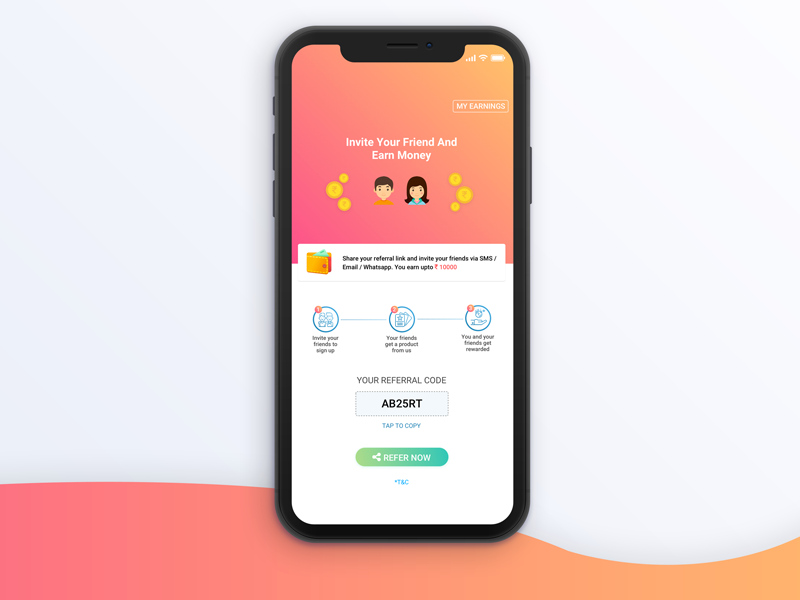 MY EARNINGS
Invite Your Friend And
Earn Money
Share your referral link and invite your friends via SMS /
Email / Whatsapp. You earn upto ₹ 10000
1
2
3
Invite your
friends to
sign up
Your friends
get a product
from us
You and your
friends get
rewarded
YOUR REFERRAL CODE
AB25RT
TAP TO COPY
REFER NOW
*T&C